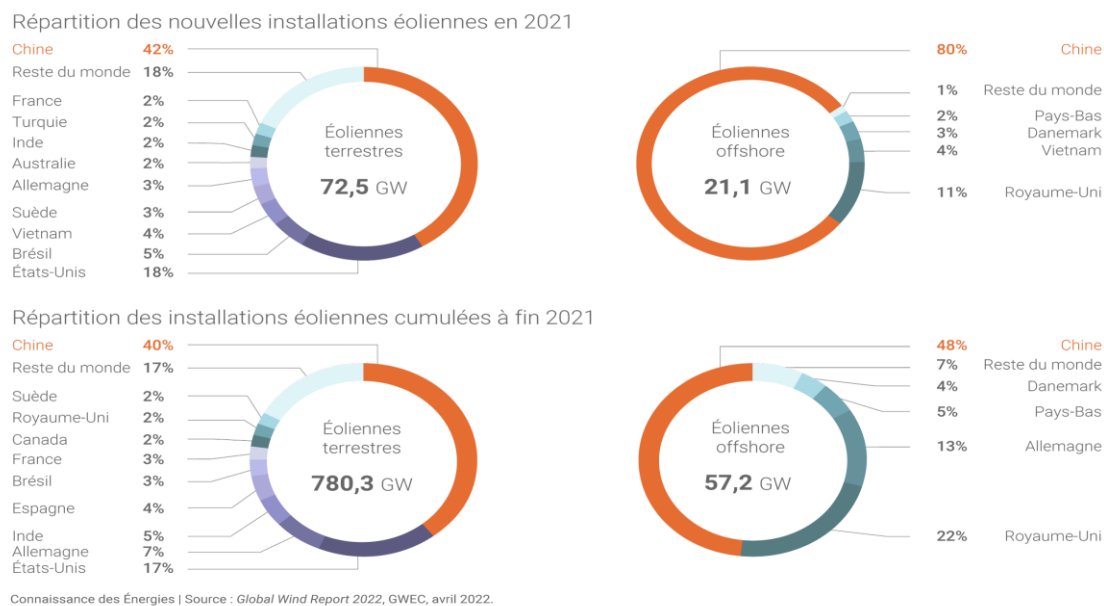 Répartition des nouvelles installations éoliennes en 2021
Chine 42%
Reste du monde 18%
France 2%
Turquie 2%
Inde 2%
Australie 2%
Allemagne 3%
Suède 3%
Vietnam 4%
Brésil 5%
États-Unis 18%
Éoliennes
terrestres
72,5 GW
Éoliennes
offshore
21,1 GW
80% Chine
1% Reste du monde
2% Pays-Bas
3% Danemark
4% Vietnam
11% Royaume-Uni
Répartition des installations éoliennes cumulées à fin 2021
Chine 40%
Reste du monde 17%
Suède 2%
Royaume-Uni 2%
Canada 2%
France 3%
Brésil 3%
Espagne 4%
Inde 5%
Allemagne 7%
États-Unis 17%
Éoliennes
terrestres
780,3 GW
Éoliennes
offshore
57,2 GW
48% Chine
7% Reste du monde
4% Danemark
5% Pays-Bas
13% Allemagne
22% Royaume-Uni
Connaissance des Énergies | Source : Global Wind Report 2022, GWEC, avril 2022.